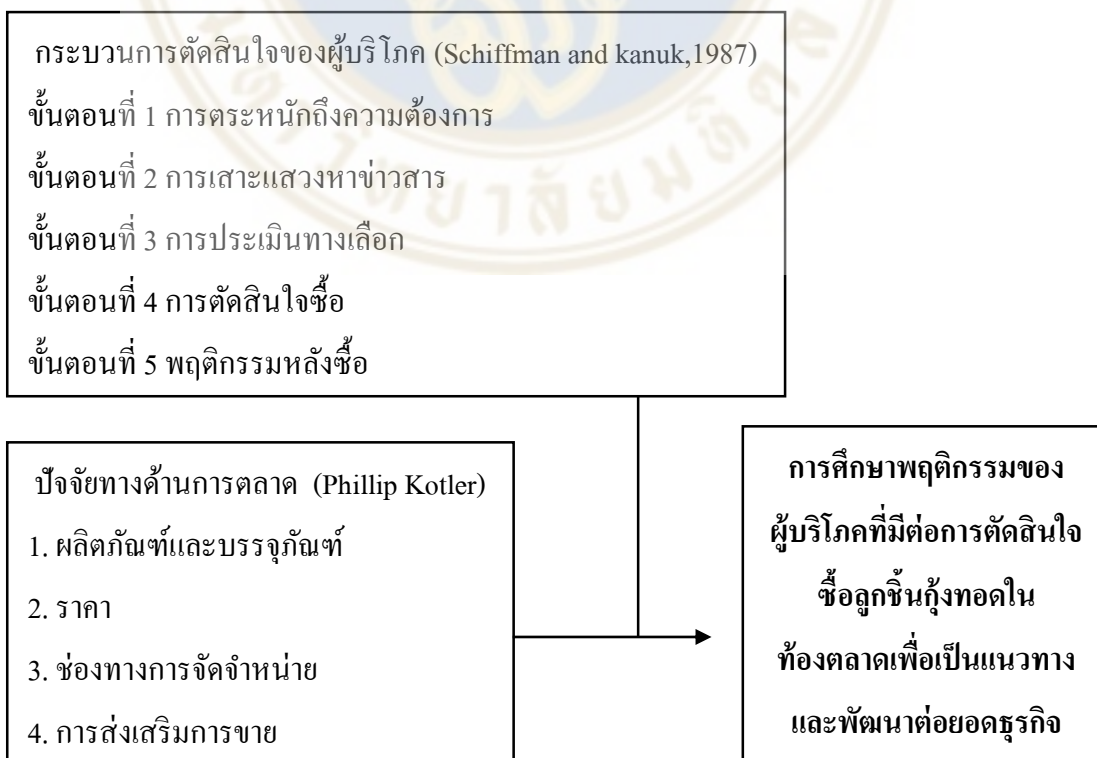 กระบวนการตัดสินใจของผู้บริโภค (Schiffman and kanuk,1987)
ขั้นตอนที่ 1 การตระหนักถึงความต้องการ
ขั้นตอนที่ 2 การเสาะแสวงหาข่าวสาร
ขั้นตอนที่ 3 การประเมินทางเลือก
ขั้นตอนที่ 4 การตัดสินใจซื้อ
ขั้นตอนที่ 5 พฤติกรรมหลังซื้อ
ปัจจัยทางด้านการตลาด (Phillip Kotler)
1. ผลิตภัณฑ์และบรรจุภัณฑ์
2. ราคา
3. ช่องทางการจัดจำหน่าย
4. การส่งเสริมการขาย
การศึกษาพฤติกรรมของ
ผู้บริโภคที่มีต่อการตัดสินใจ
ซื้อลูกชิ้นกุ้งทอดใน
ท้องตลาดเพื่อเป็นแนวทาง
และพัฒนาต่อยอดธุรกิจ